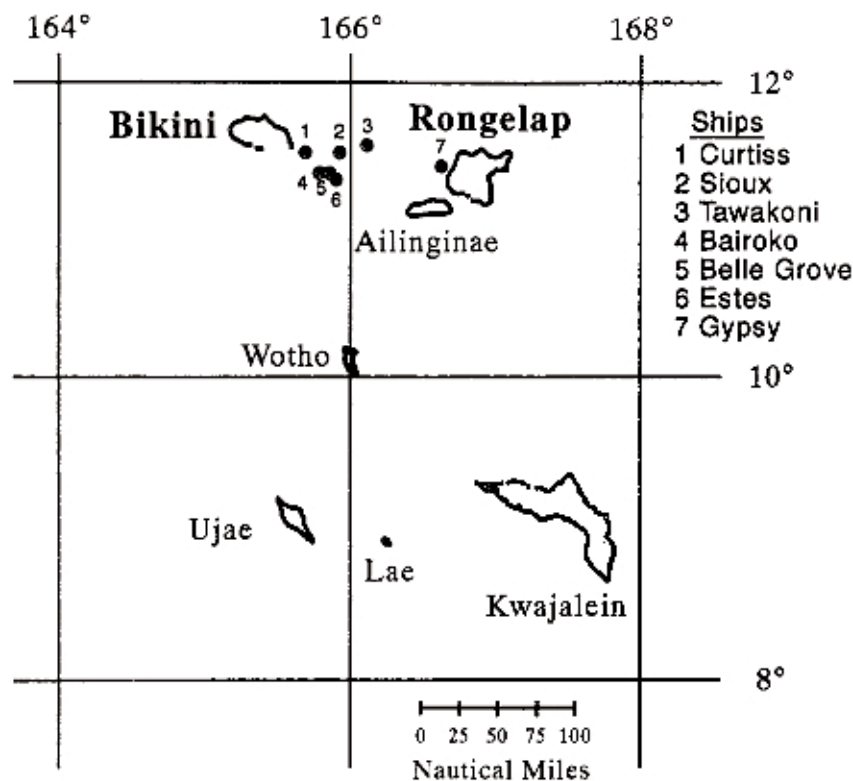 164° 166° 168°
12°
Bikini 1 2 3 Rongelap
7
4 5
6
Ailinginae
Ships
1 Curtiss
2 Sioux
3 Tawakoni
4 Bairoko
5 Belle Grove
6 Estes
7 Gypsy
Wotho
10°
Ujae
Lae
Kwajalein
8°
0 25 50 75 100
Nautical Miles